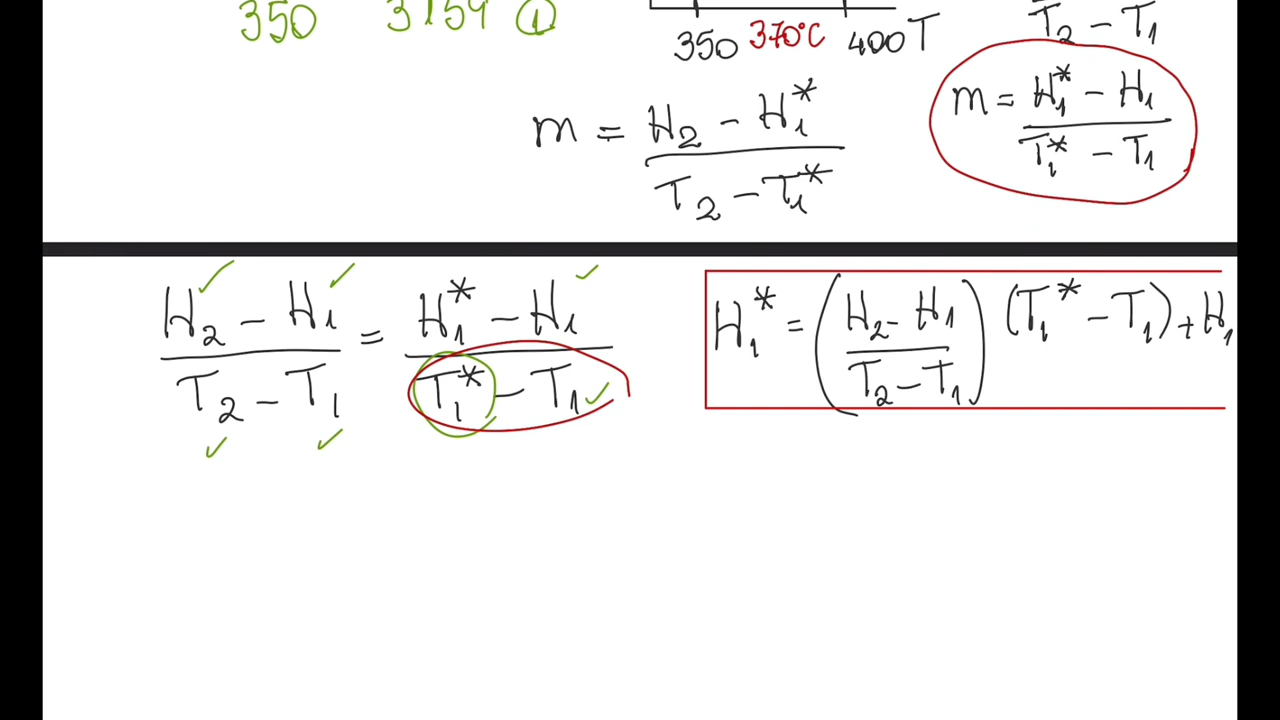 350 3159 ①
350 370°C 400 T
T₂ - T₁
m = (H₂ - H₁*) / (T₂ - T₁*)
m = (H₁* - H₁) / (T₁* - T₁)
(H₂ - H₁) / (T₂ - T₁) = (H₁* - H₁) / (T₁* - T₁)
H₁* = ((H₂ - H₁) / (T₂ - T₁)) (T₁* - T₁) + H₁